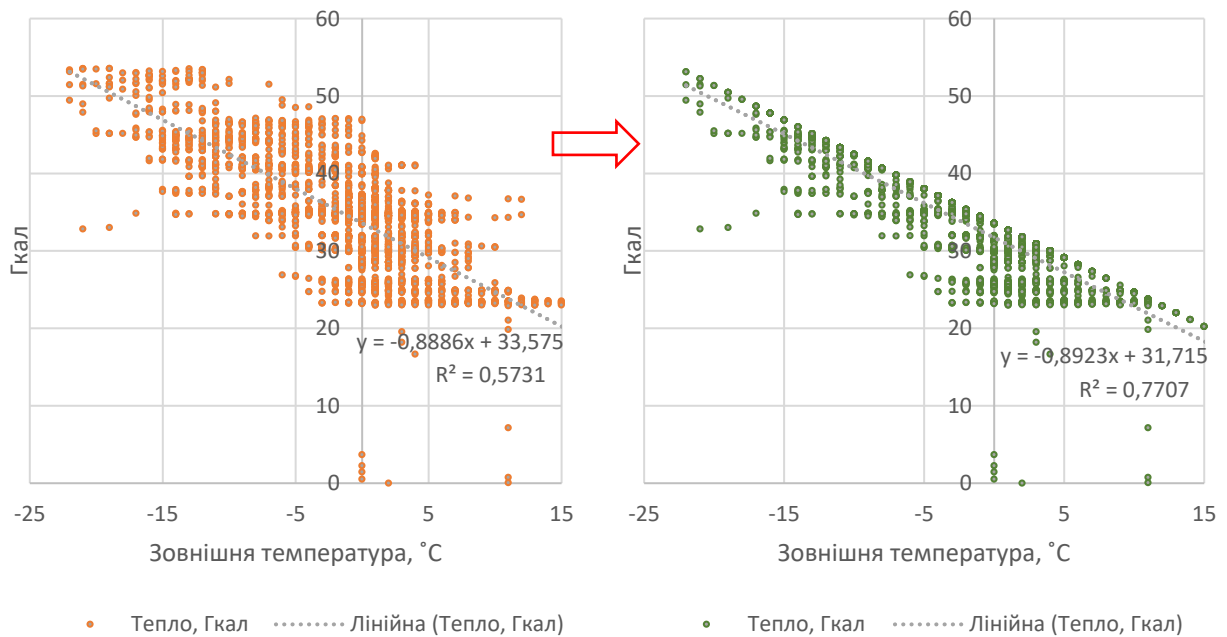 60
50
40
30
20
10
0
Гкал
y = -0,8886x + 33,575
R² = 0,5731
-25 -15 -5 5 15
Зовнішня температура, ˚С
Тепло, Гкал Лінійна (Тепло, Гкал)
60
50
40
30
20
10
0
Гкал
y = -0,8923x + 31,715
R² = 0,7707
-25 -15 -5 5 15
Зовнішня температура, ˚С
Тепло, Гкал Лінійна (Тепло, Гкал)